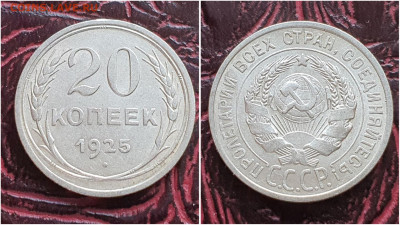 20
КОПЕЕК
1925
ПРОЛЕТАРИИ ВСЕХ СТРАН, СОЕДИНЯЙТЕСЬ!
С.С.С.Р.